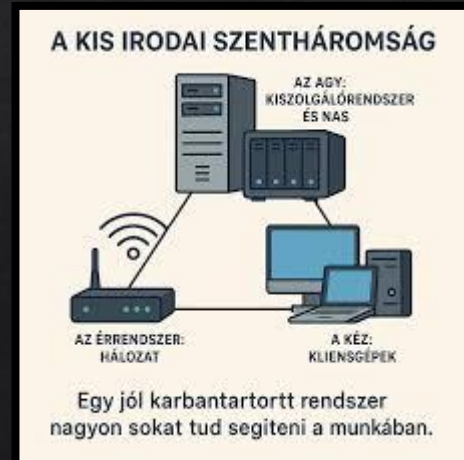 A KIS IRODAI SZENTHÁROMSÁG
AZ AGY:
KISZOLGÁLÓRENDSZER
ÉS NAS
AZ ÉRRENDSZER:
HÁLOZAT
A KÉZ:
KLIENSGÉPEK
Egy jól karbantartortt rendszer
nagyon sokat tud segiteni a munkában.